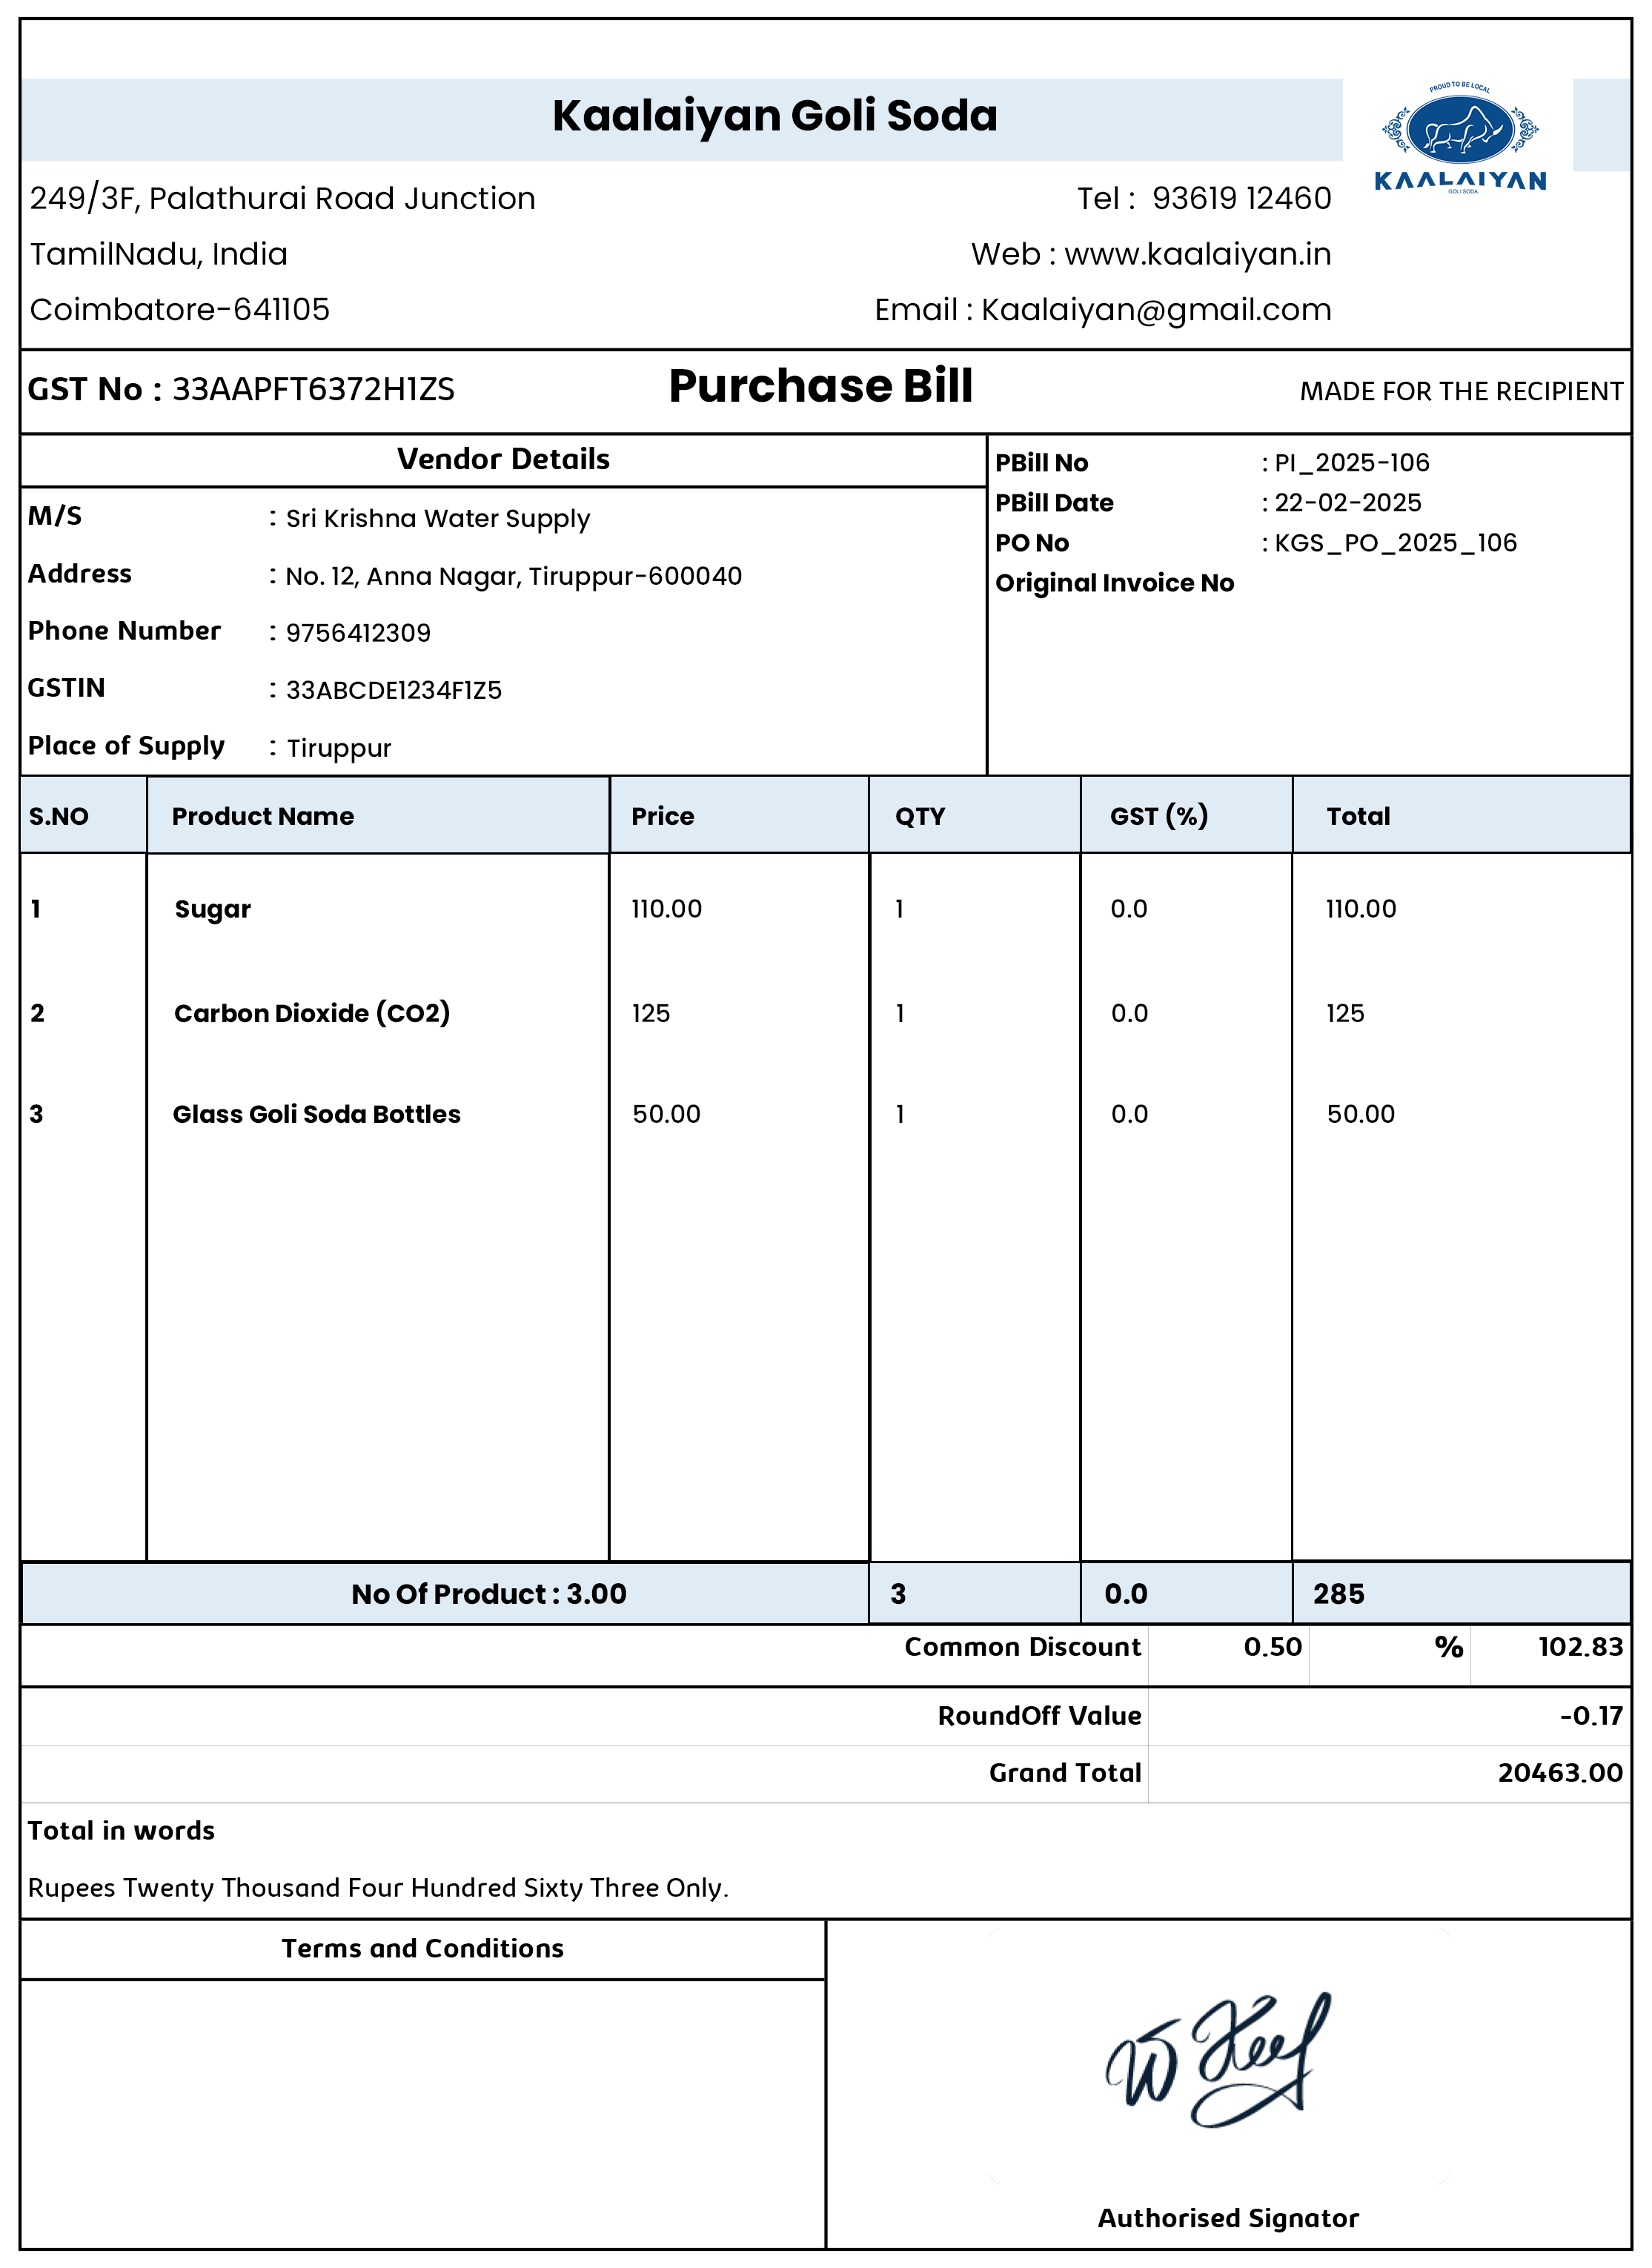 Kaalaiyan Goli Soda
PROUD TO BE LOCAL
KAALAIYAN
GOLI SODA
249/3F, Palathurai Road Junction
Tel : 93619 12460
TamilNadu, India
Web : www.kaalaiyan.in
Coimbatore-641105
Email : Kaalaiyan@gmail.com
GST No : 33AAPFT6372H1ZS
Purchase Bill
MADE FOR THE RECIPIENT
Vendor Details
M/S : Sri Krishna Water Supply
Address : No. 12, Anna Nagar, Tiruppur-600040
Phone Number : 9756412309
GSTIN : 33ABCDE1234F1Z5
Place of Supply : Tiruppur
PBill No : PI_2025-106
PBill Date : 22-02-2025
PO No : KGS_PO_2025_106
Original Invoice No
S.NO Product Name Price QTY GST (%) Total
1 Sugar 110.00 1 0.0 110.00
2 Carbon Dioxide (CO2) 125 1 0.0 125
3 Glass Goli Soda Bottles 50.00 1 0.0 50.00
No Of Product : 3.00 3 0.0 285
Common Discount 0.50 % 102.83
RoundOff Value -0.17
Grand Total 20463.00
Total in words
Rupees Twenty Thousand Four Hundred Sixty Three Only.
Terms and Conditions
Authorised Signator